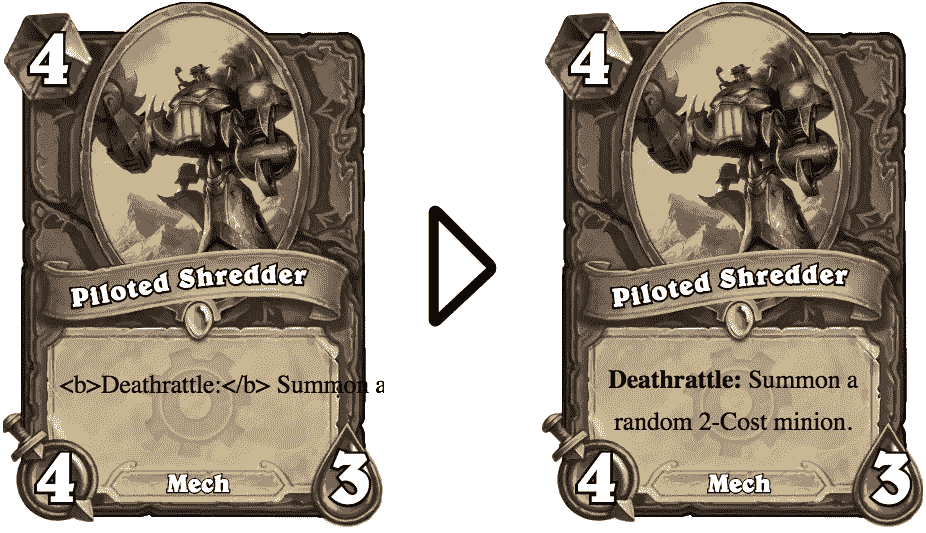 4
Piloted Shredder
<b>Deathrattle:</b> Summon a
4
Mech
3
4
Piloted Shredder
Deathrattle: Summon a
random 2-Cost minion.
4
Mech
3